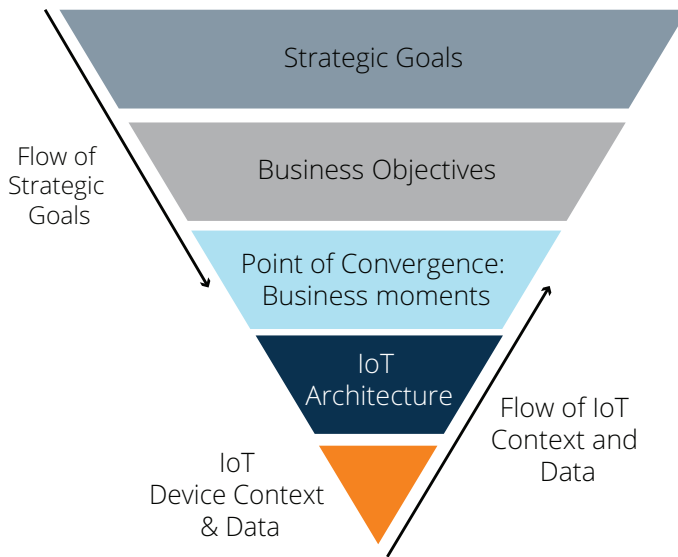 Strategic Goals
Flow of
Strategic
Goals
Business Objectives
Point of Convergence:
Business moments
IoT
Architecture
Flow of IoT
Context and
Data
IoT
Device Context
& Data